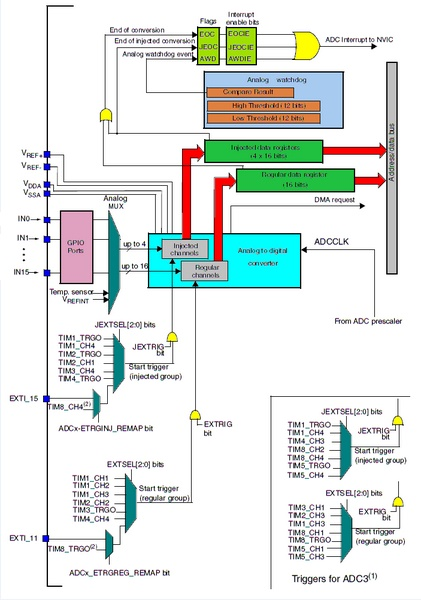 Flags
Interrupt
enable bits
End of conversion
EOC
EOCIE
End of injected conversion
JEOC
JEOCIE
ADC Interrupt to NVIC
Analog watchdog event
AWD
AWDIE
Analog watchdog
Compare Result
High Threshold (12 bits)
Low Threshold (12 bits)
Address/data bus
Injected data registers
(4 x 16 bits)
Regular data register
(16 bits)
VREF+
VREF-
VDDA
VSSA
Analog
MUX
DMA request
IN0
IN1
IN15
GPIO
Ports
up to 4
Injected
channels
up to 16
Regular
channels
Analog to digital
converter
ADCCLK
Temp. sensor
VREFINT
From ADC prescaler
JEXTSEL[2:0] bits
TIM1_TRGO
TIM1_CH4
TIM2_TRGO
TIM2_CH1
TIM3_CH4
TIM4_TRGO
JEXTRIG
bit
Start trigger
(injected group)
EXTI_15
TIM8_CH4(2)
ADCx-ETRGINJ_REMAP bit
EXTRIG
bit
EXTSEL[2:0] bits
TIM1_CH1
TIM1_CH2
TIM1_CH3
TIM2_CH2
TIM3_TRGO
TIM4_CH4
Start trigger
(regular group)
EXTI_11
TIM8_TRGO(2)
ADCx_ETRGREG_REMAP bit
JEXTSEL[2:0] bits
TIM1_TRGO
TIM1_CH4
TIM4_CH3
TIM8_CH2
TIM8_CH4
TIM5_TRGO
TIM5_CH4
JEXTRIG
bit
Start trigger
(injected group)
EXTSEL[2:0] bits
TIM3_CH1
TIM2_CH3
TIM1_CH3
TIM8_CH1
TIM8_TRGO
TIM5_CH1
TIM5_CH3
EXTRIG
bit
Start trigger
(regular group)
Triggers for ADC3(1)